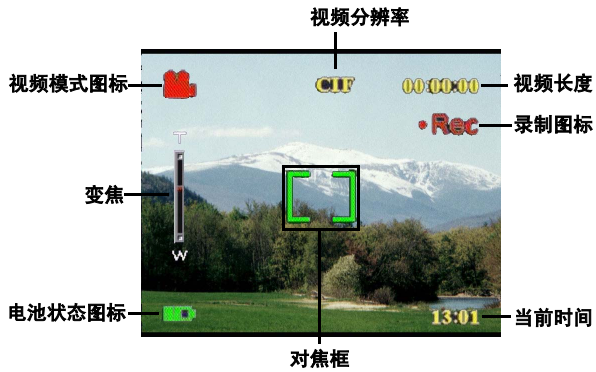 视频分辨率
视频模式图标
CIF
00:00:00
视频长度
Rec
录制图标
T
变焦
W
电池状态图标
13:01
当前时间
对焦框